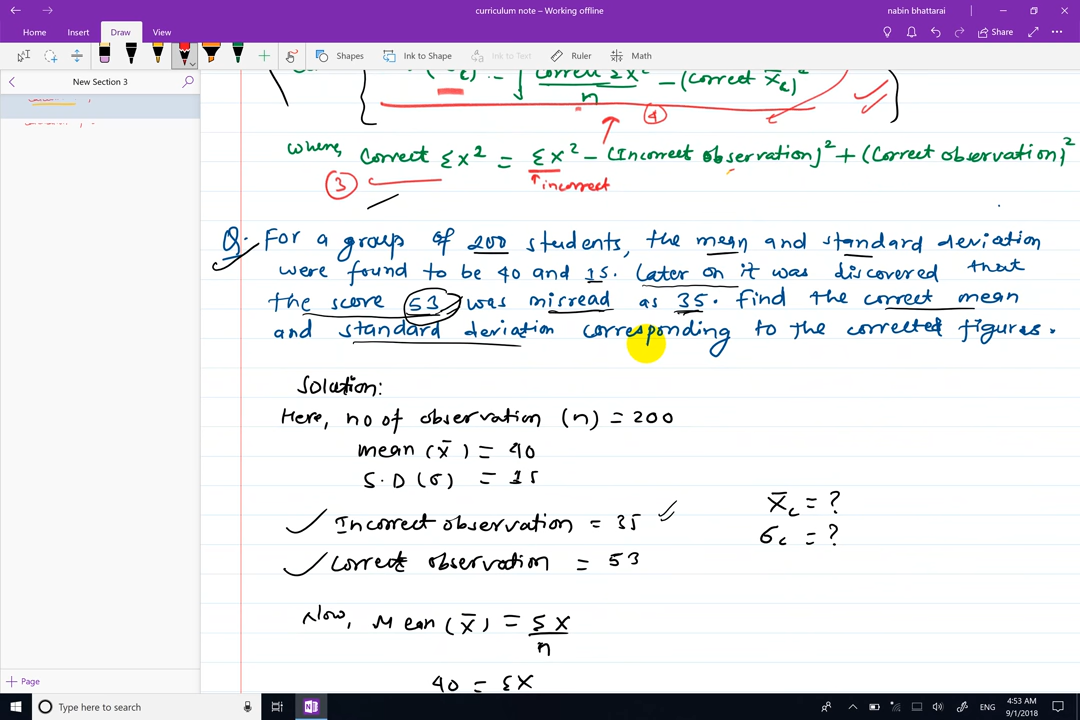 curriculum note – Working offline
nabin bhattarai
Home Insert Draw View
Share
Shapes Ink to Shape Ink to Text Ruler Math
New Section 3
= √ correct Σx² / n − (correct X̄c)²
④
where, correct Σx² = Σx² − (Incorrect observation)² + (Correct observation)²
③ incorrect
Q. For a group of 200 students, the mean and standard deviation
were found to be 40 and 15. Later on it was discovered that
the score 53 was misread as 35. find the correct mean
and standard deviation corresponding to the corrected figures.
Solution:
Here, no of observation (n) = 200
mean (x̄) = 40
S.D (σ) = 15
X̄c = ?
Incorrect observation = 35
σc = ?
Correct observation = 53
Now, Mean (X̄) = Σx / n
40 = Σx
Page
Type here to search
ENG
4:53 AM
9/1/2018